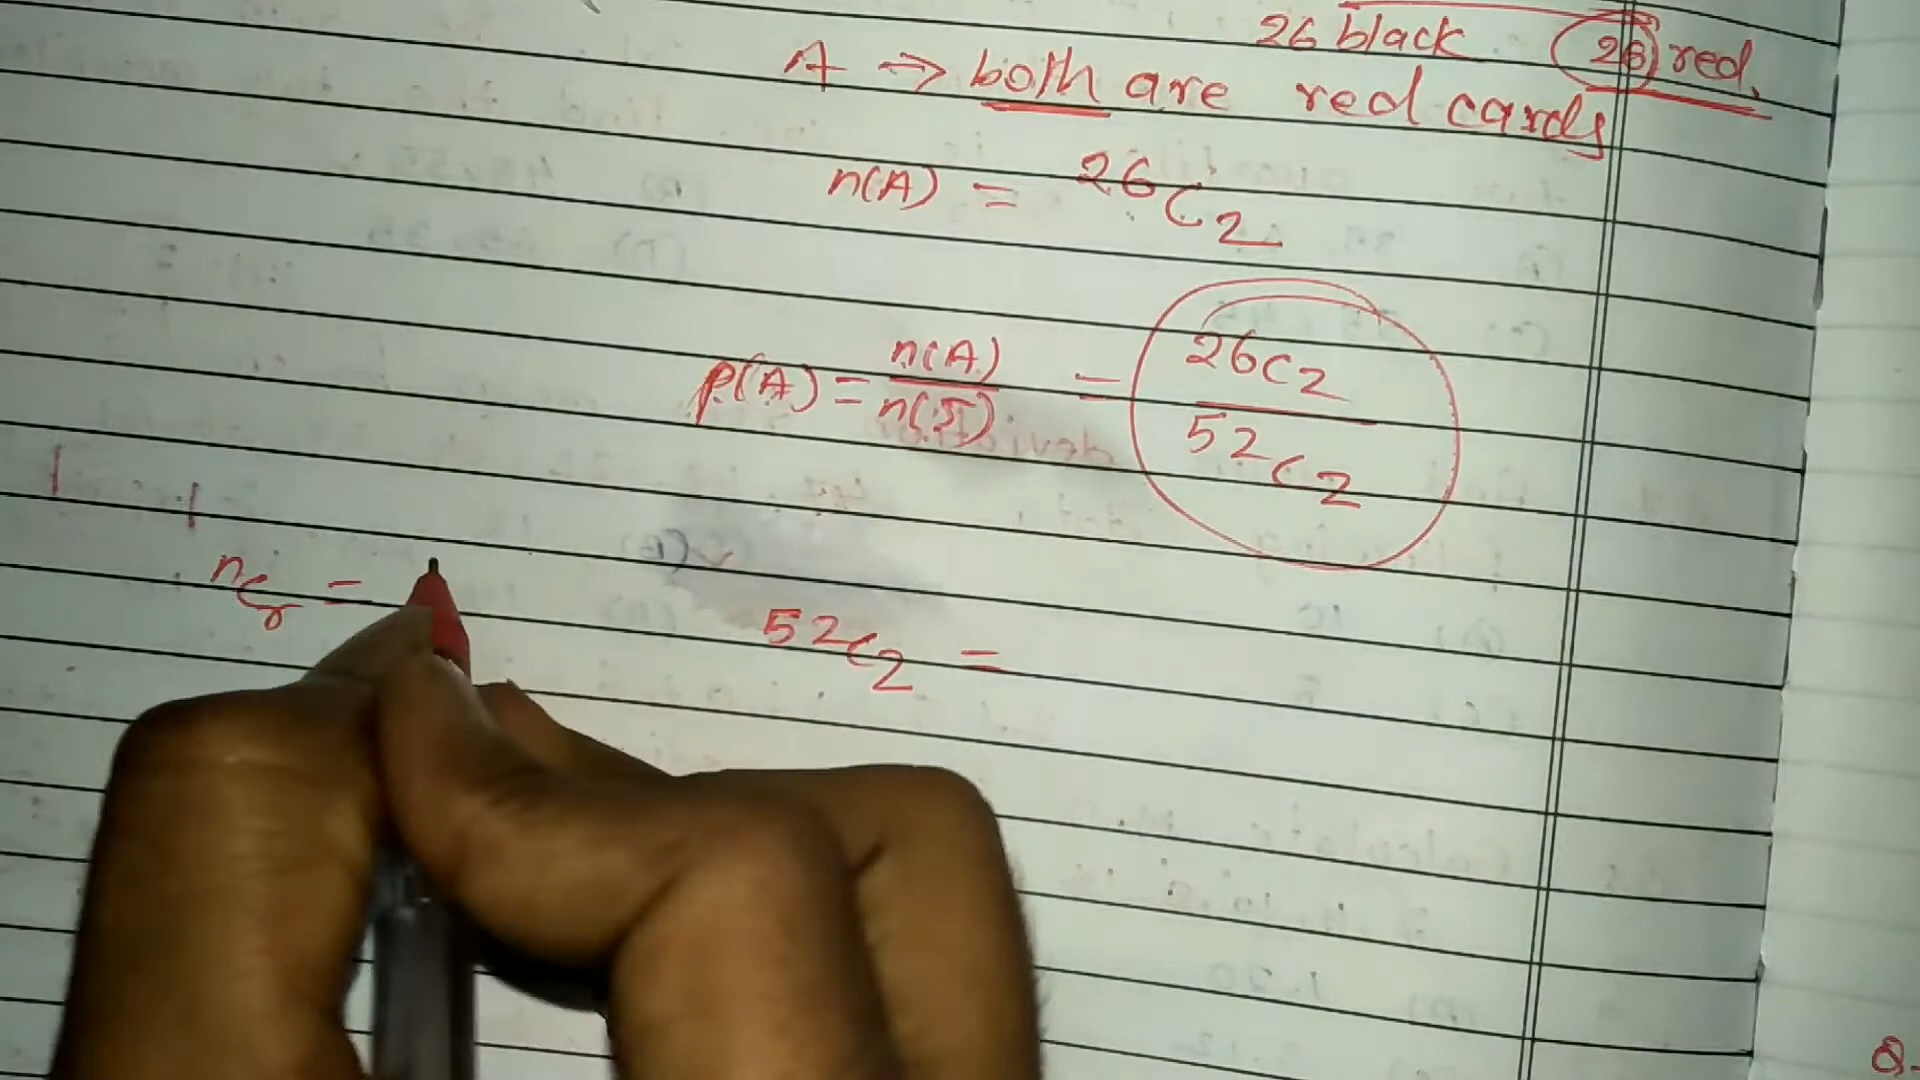 26 black 26 red.
A → both are red cards
n(A) = 26C2
p(A) = n(A)/n(S) = 26C2/52C2
nCr =
52C2 =
Q.